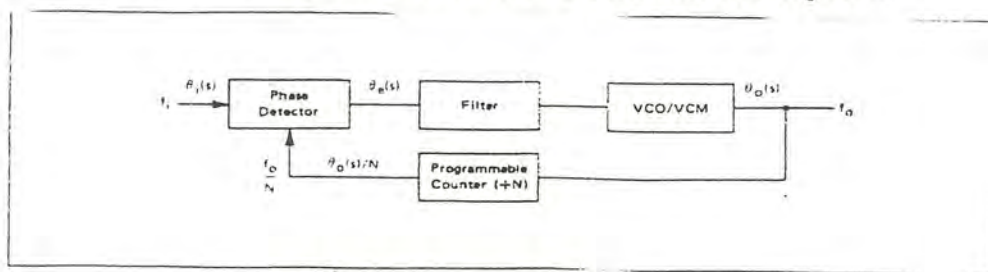 θi(s)
fi
Phase
Detector
θe(s)
Filter
VCO/VCM
θo(s)
fo
fo
N
θo(s)/N
Programmable
Counter (÷N)